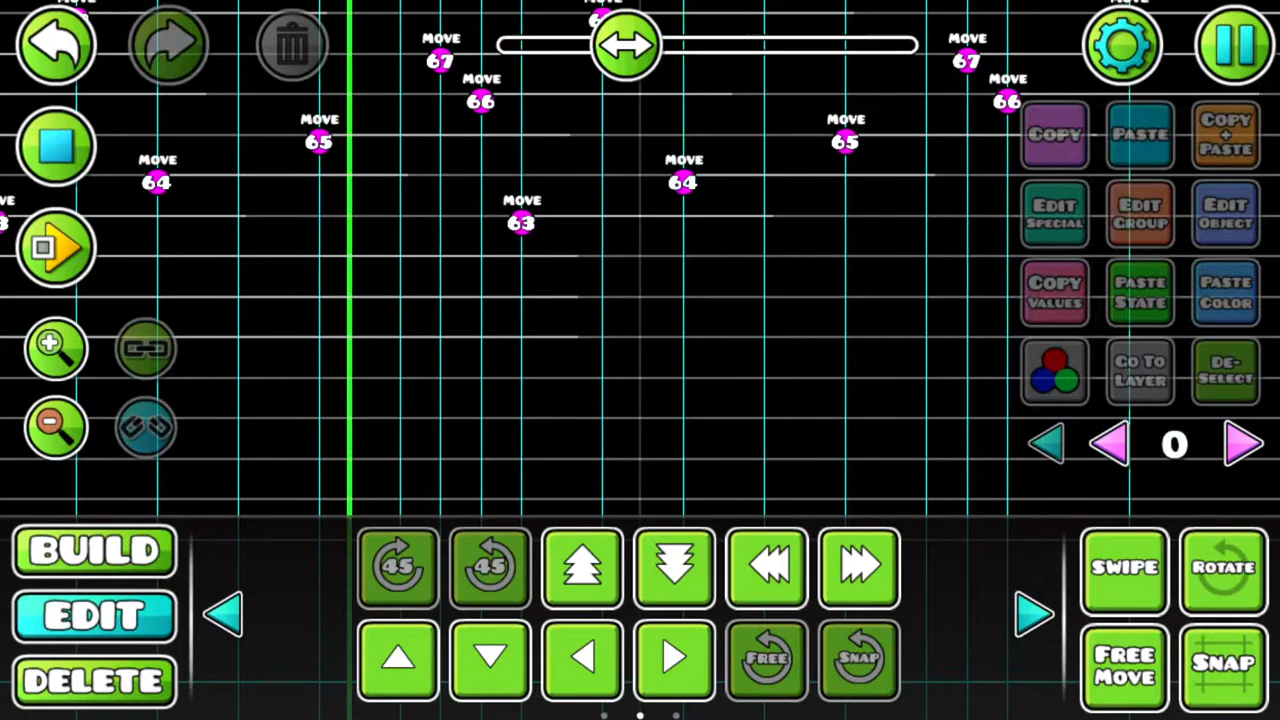 MOVE
67
MOVE
66
MOVE
65
MOVE
64
MOVE
63
MOVE
65
MOVE
64
MOVE
67
MOVE
66
COPY
PASTE
COPY
+
PASTE
EDIT
SPECIAL
EDIT
GROUP
EDIT
OBJECT
COPY
VALUES
PASTE
STATE
PASTE
COLOR
GO TO
LAYER
DE-
SELECT
0
BUILD
EDIT
DELETE
45
45
FREE
SNAP
SWIPE
ROTATE
FREE
MOVE
SNAP